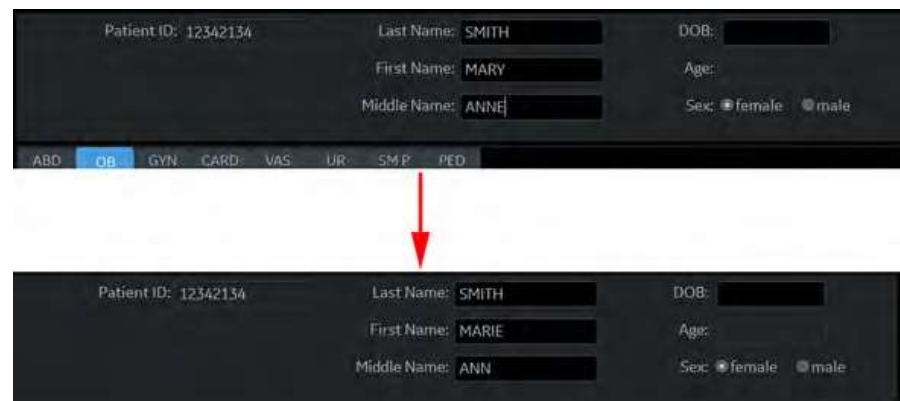 Patient ID: 12342134 Last Name: SMITH DOB:
First Name: MARY Age:
Middle Name: ANNE Sex: female male
ABD OB GYN CARD VAS UR SM P PED
Patient ID: 12342134 Last Name: SMITH DOB:
First Name: MARIE Age:
Middle Name: ANN Sex: female male